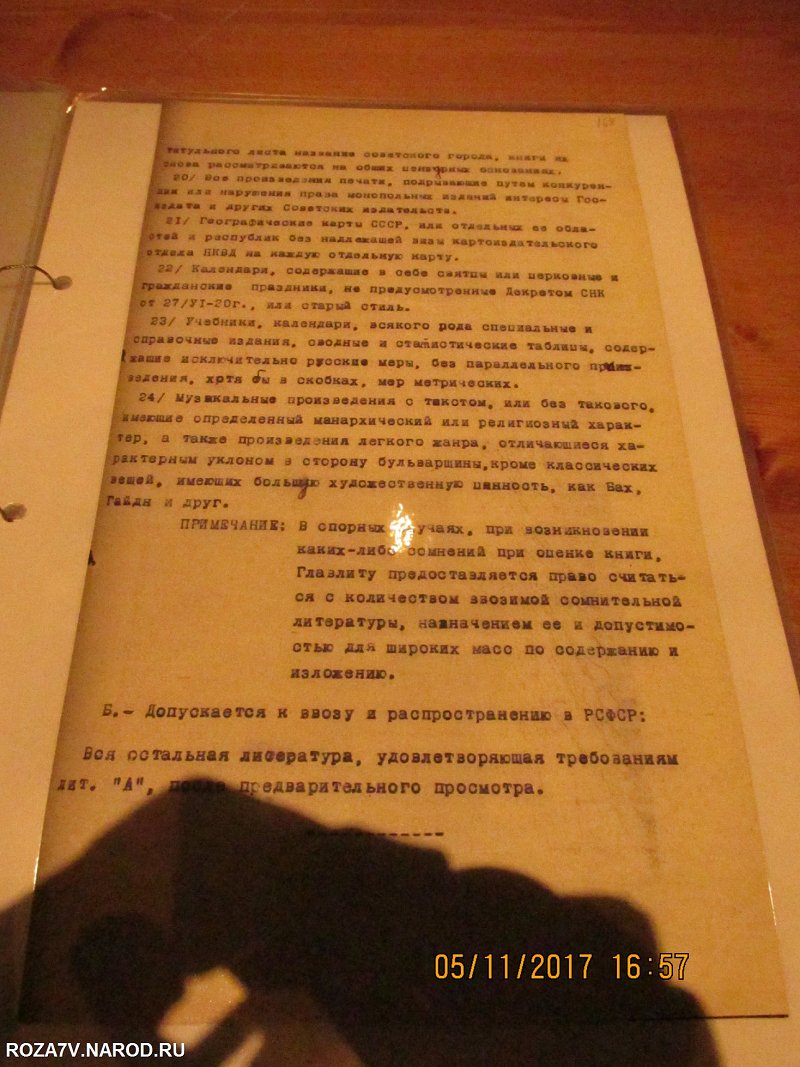 164
титульного листа название советского города, книги их
снова рассматриваются на общих цензурных основаниях.
20/ Все произведения печати, подрывающие путем конкурен-
ции или нарушения права монопольных изданий интересы Гос-
издата и других Советских издательств.
21/ Географические карты СССР, или отдельных ее обла-
стей и республик без надлежащей визы картоиздательского
отдела НКВД на каждую отдельную карту.
22/ Календари, содержащие в себе святцы или церковные и
гражданские праздники, не предусмотренные Декретом СНК
от 27/VI-20г., или старый стиль.
23/ Учебники, календари, всякого рода специальные и
справочные издания, сводные и статистические таблицы, содер-
жащие исключительно русские меры, без параллельного приве-
ведения, хртя бы в скобках, мер метрических.
24/ Музыкальные произведения с текстом, или без такового,
имеющие определенный манархический или религиозный харак-
тер, а также произведения легкого жанра, отличающиеся ха-
рактерным уклоном в сторону бульварщины,кроме классических
вещей, имеющих большую художественную ценность, как Бах,
Гайдн и друг.
ПРИМЕЧАНИЕ: В спорных случаях, при возникновении
каких-либо сомнений при оценке книги,
Главлиту предоставляется право считать-
ся с количеством ввозимой сомнительной
литературы, назначением ее и допустимо-
стью для широких масс по содержанию и
изложению.
Б.- Допускается к ввозу и распространению в РСФСР:
Вся остальная литература, удовлетворяющая требованиям
лит. "А", после предварительного просмотра.
05/11/2017 16:57
ROZA7V.NAROD.RU